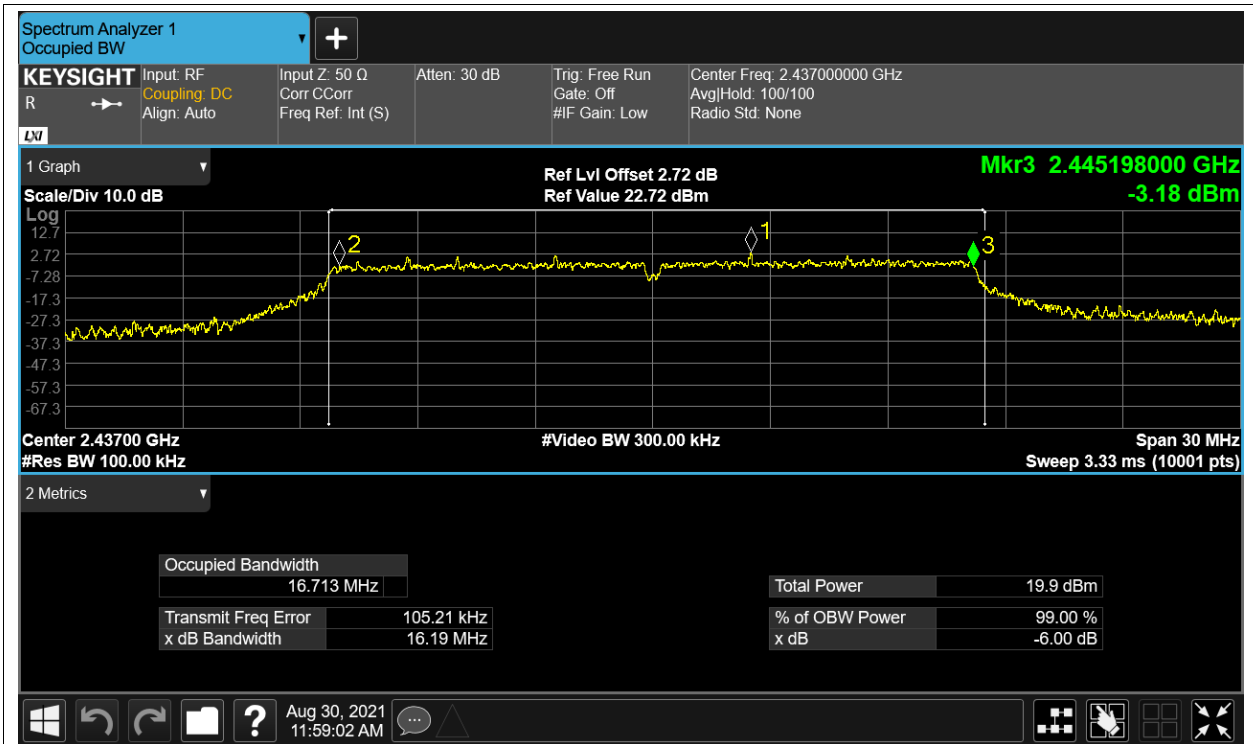 Spectrum Analyzer 1
Occupied BW
KEYSIGHT
R
LXI
Input: RF
Coupling: DC
Align: Auto
Input Z: 50 Ω
Corr CCorr
Freq Ref: Int (S)
Atten: 30 dB
Trig: Free Run
Gate: Off
#IF Gain: Low
Center Freq: 2.437000000 GHz
Avg|Hold: 100/100
Radio Std: None
1 Graph
Scale/Div 10.0 dB
Ref Lvl Offset 2.72 dB
Ref Value 22.72 dBm
Mkr3 2.445198000 GHz
-3.18 dBm
Log
12.7
2.72
-7.28
-17.3
-27.3
-37.3
-47.3
-57.3
-67.3
2
1
3
Center 2.43700 GHz
#Res BW 100.00 kHz
#Video BW 300.00 kHz
Span 30 MHz
Sweep 3.33 ms (10001 pts)
2 Metrics
Occupied Bandwidth
16.713 MHz
Transmit Freq Error 105.21 kHz
x dB Bandwidth 16.19 MHz
Total Power 19.9 dBm
% of OBW Power 99.00 %
x dB -6.00 dB
?
Aug 30, 2021
11:59:02 AM